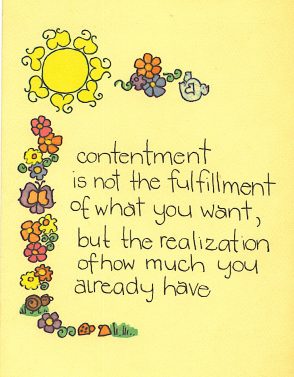 contentment
is not the fulfillment
of what you want,
but the realization
of how much you
already have